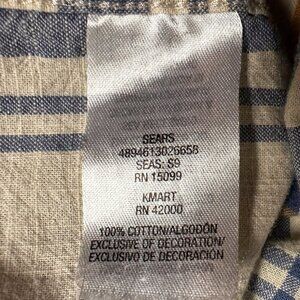 SEARS
4894613026658
SEAS: S9
RN 15099
KMART
RN 42000
100% COTTON/ALGODÓN
EXCLUSIVE OF DECORATION/
EXCLUSIVO DE DECORACIÓN